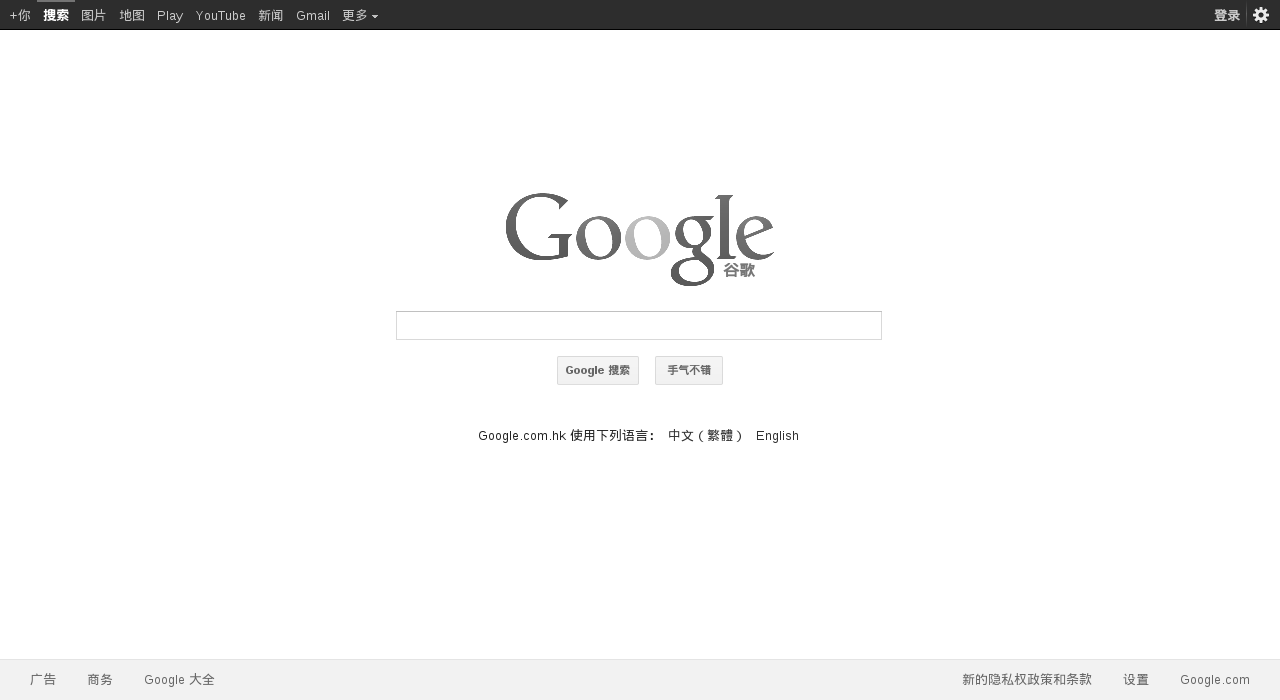 +你 搜索 图片 地图 Play YouTube 新闻 Gmail 更多 登录
Google
谷歌
Google 搜索 手气不错
Google.com.hk 使用下列语言： 中文（繁體） English
广告 商务 Google 大全 新的隐私权政策和条款 设置 Google.com